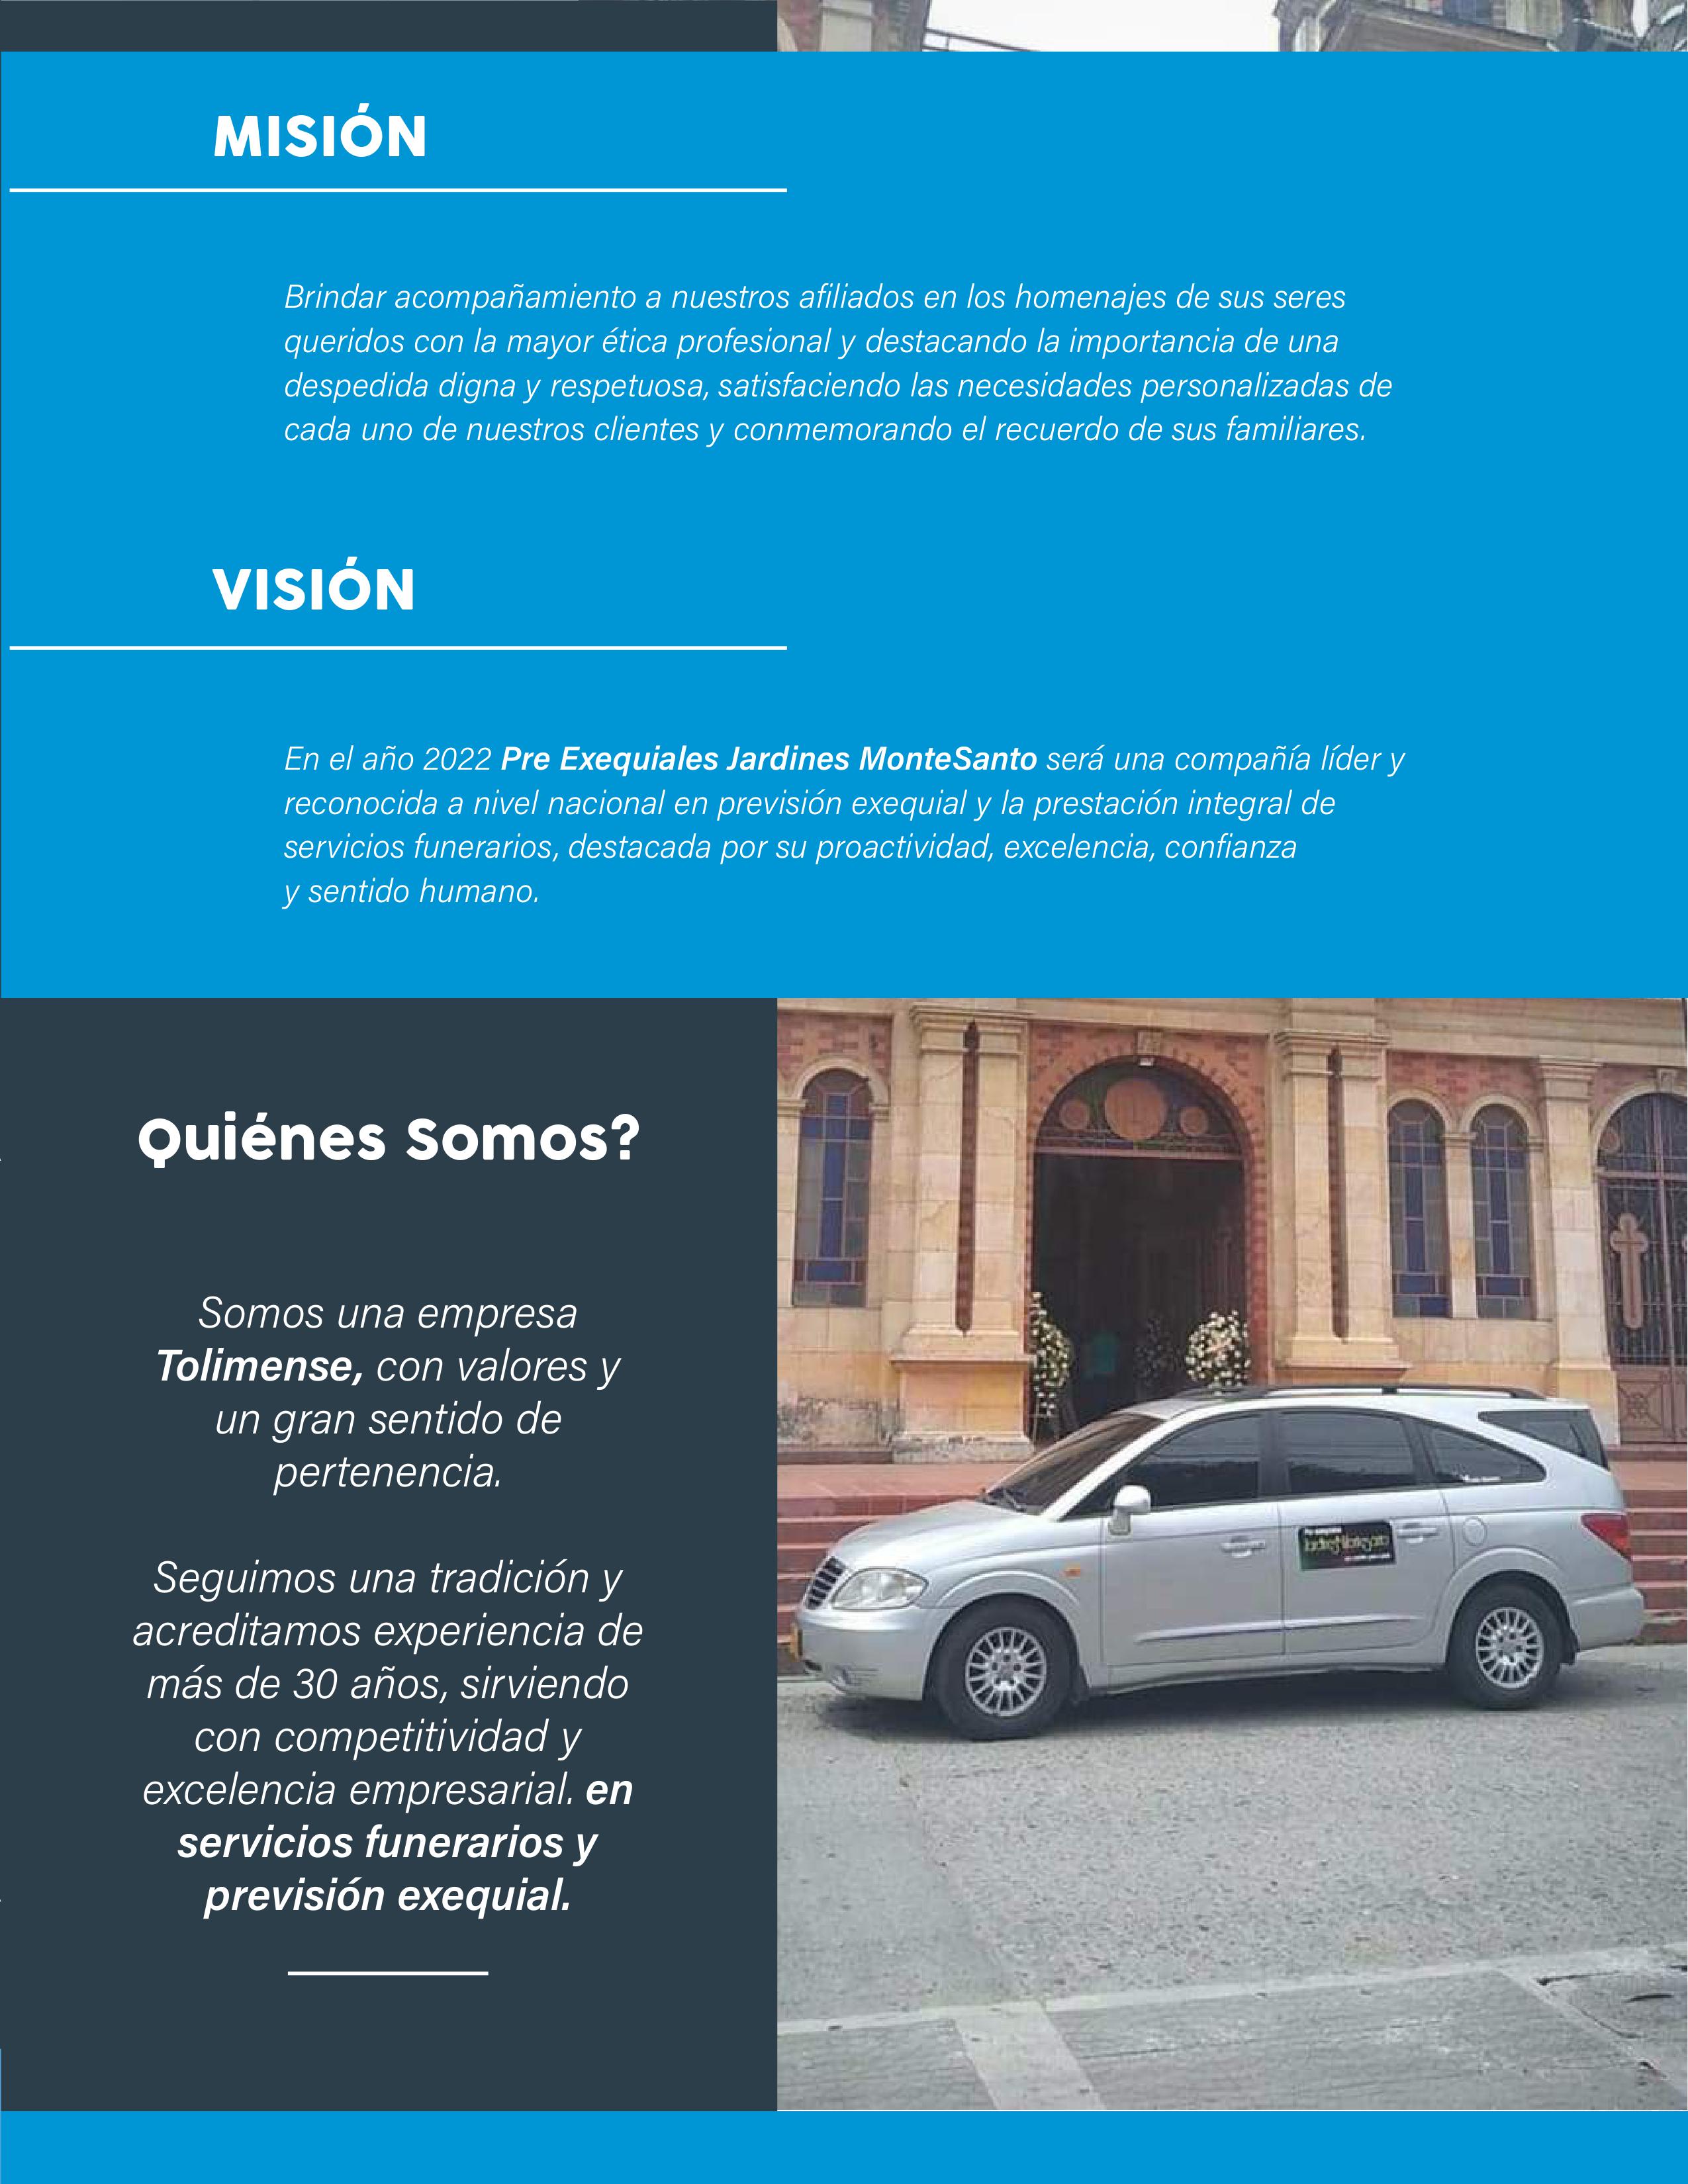 MISIÓN
Brindar acompañamiento a nuestros afiliados en los homenajes de sus seres
queridos con la mayor ética profesional y destacando la importancia de una
despedida digna y respetuosa, satisfaciendo las necesidades personalizadas de
cada uno de nuestros clientes y conmemorando el recuerdo de sus familiares.
VISIÓN
En el año 2022 Pre Exequiales Jardines MonteSanto será una compañía líder y
reconocida a nivel nacional en previsión exequial y la prestación integral de
servicios funerarios, destacada por su proactividad, excelencia, confianza
y sentido humano.
Quiénes Somos?
Somos una empresa
Tolimense, con valores y
un gran sentido de
pertenencia.
Seguimos una tradición y
acreditamos experiencia de
más de 30 años, sirviendo
con competitividad y
excelencia empresarial. en
servicios funerarios y
previsión exequial.